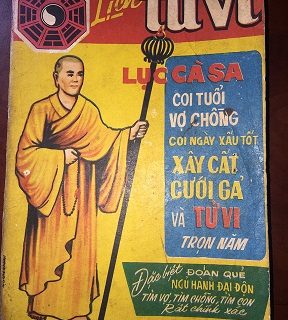 Lịch TỬ VI
LỤC CÀ SA
COI TUỔI
VỢ CHỒNG
COI NGÀY XẤU TỐT
XÂY CẤT
CƯỚI GẢ
VÀ TỬ VI
TRỌN NĂM
Đặc biệt ĐOÁN QUẺ
NGŨ HÀNH ĐẠI ĐỘN
TÌM VỢ, TÌM CHỒNG, TÌM CON
Rất chính xác